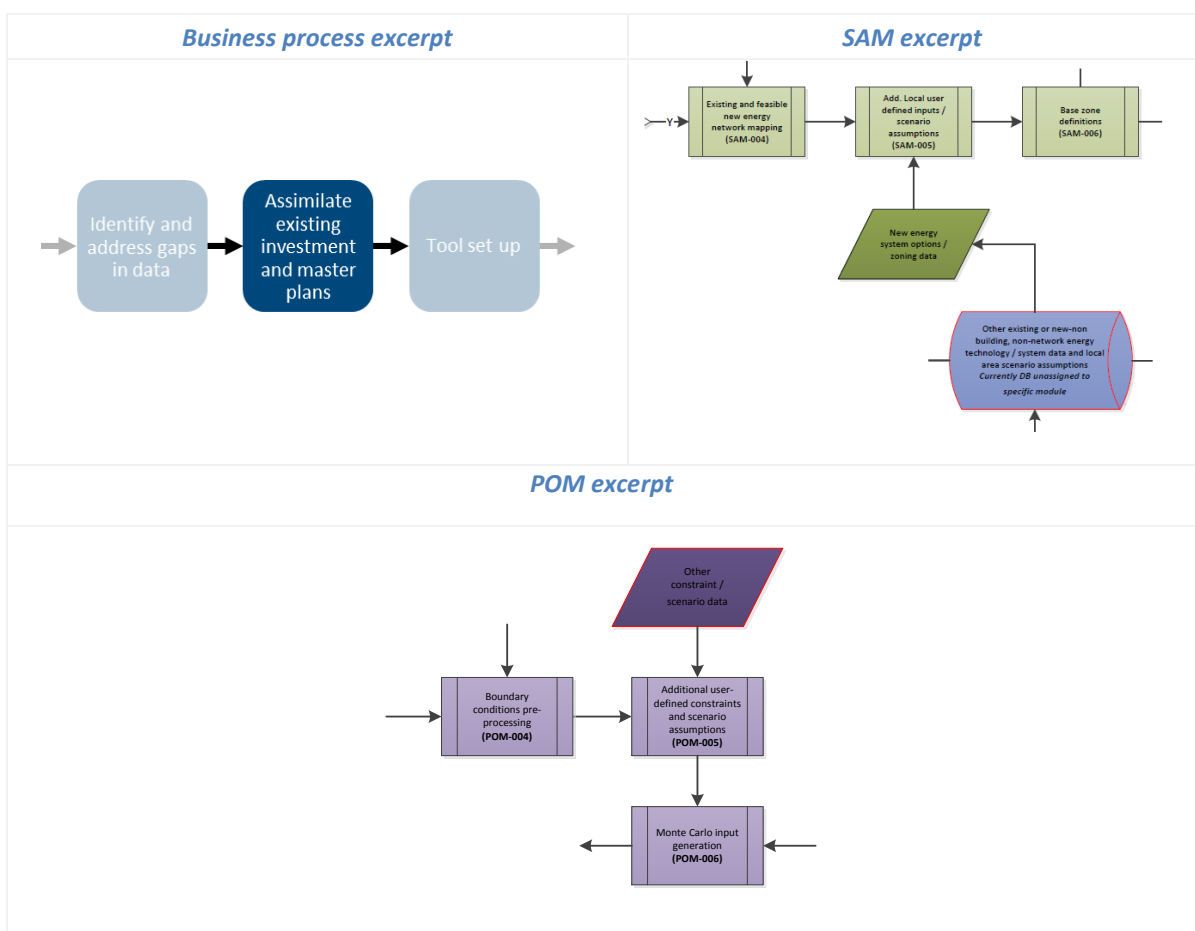 Business process excerpt
SAM excerpt
Identify and
address gaps
in data
Assimilate
existing
investment
and master
plans
Tool set up
Y
Existing and feasible
new energy
network mapping
(SAM-004)
Add. Local user
defined inputs /
scenario
assumptions
(SAM-005)
Base zone
definitions
(SAM-006)
New energy
system options /
zoning data
Other existing or new-non
building, non-network energy
technology / system data and local
area scenario assumptions
Currently DB unassigned to
specific module
POM excerpt
Other
constraint /
scenario data
Boundary
conditions pre-
processing
(POM-004)
Additional user-
defined constraints
and scenario
assumptions
(POM-005)
Monte Carlo input
generation
(POM-006)